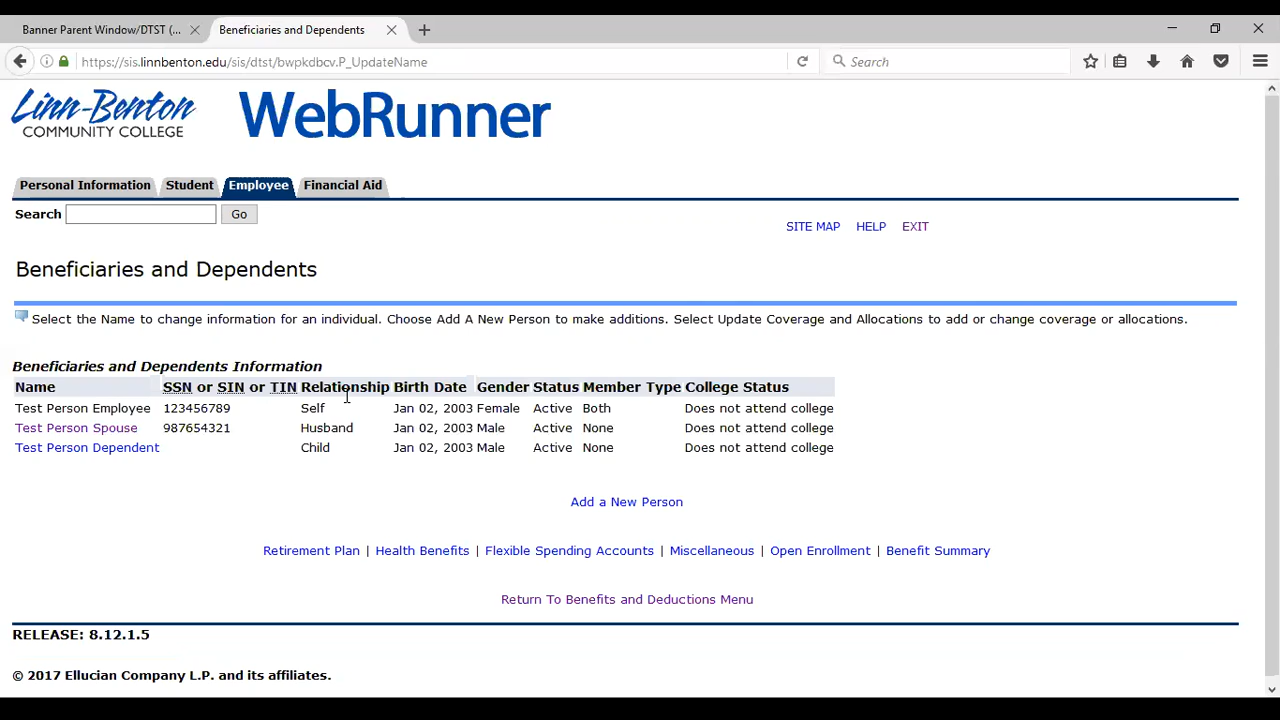 Banner Parent Window/DTST (... Beneficiaries and Dependents
https://sis.linnbenton.edu/sis/dtst/bwpkdbcv.P_UpdateName Search
Linn-Benton
COMMUNITY COLLEGE
WebRunner
Personal Information Student Employee Financial Aid
Search Go
SITE MAP HELP EXIT
Beneficiaries and Dependents
Select the Name to change information for an individual. Choose Add A New Person to make additions. Select Update Coverage and Allocations to add or change coverage or allocations.
Beneficiaries and Dependents Information
Name SSN or SIN or TIN Relationship Birth Date Gender Status Member Type College Status
Test Person Employee 123456789 Self Jan 02, 2003 Female Active Both Does not attend college
Test Person Spouse 987654321 Husband Jan 02, 2003 Male Active None Does not attend college
Test Person Dependent Child Jan 02, 2003 Male Active None Does not attend college
Add a New Person
Retirement Plan | Health Benefits | Flexible Spending Accounts | Miscellaneous | Open Enrollment | Benefit Summary
Return To Benefits and Deductions Menu
RELEASE: 8.12.1.5
© 2017 Ellucian Company L.P. and its affiliates.